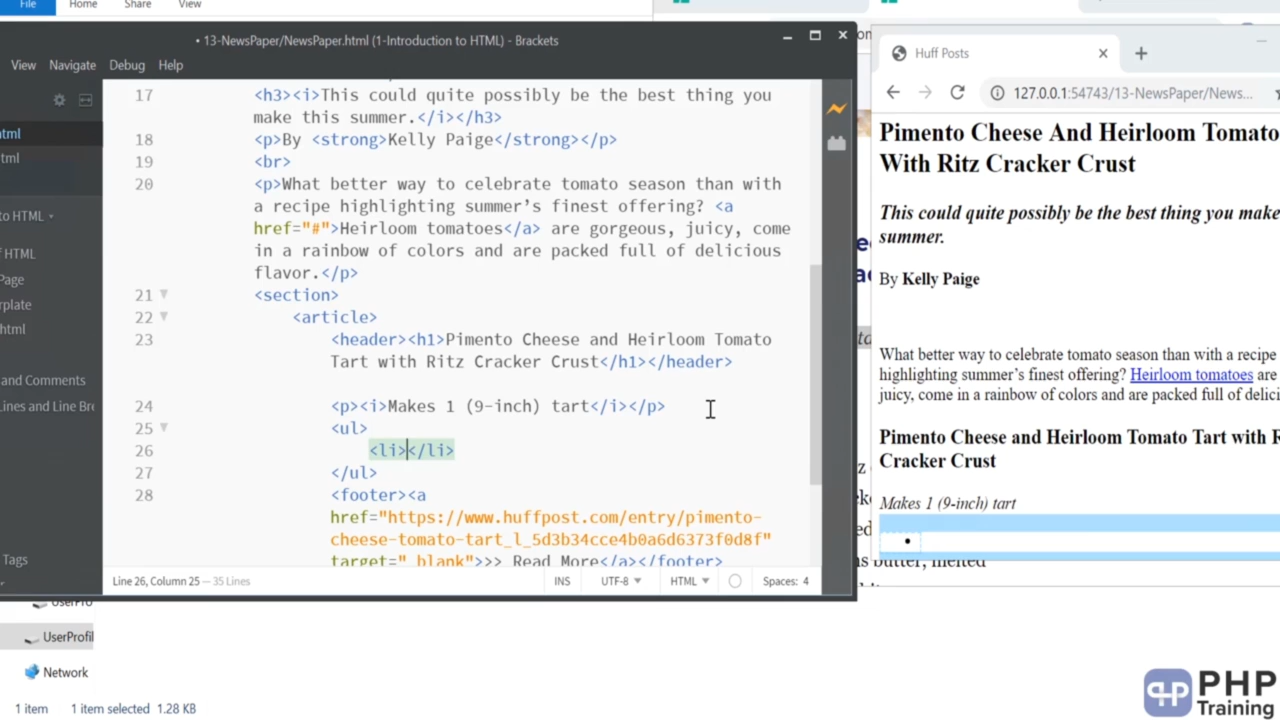 File Home Share View
• 13-NewsPaper/NewsPaper.html (1-Introduction to HTML) - Brackets
View Navigate Debug Help
17 <h3><i>This could quite possibly be the best thing you
make this summer.</i></h3>
18 <p>By <strong>Kelly Paige</strong></p>
19 <br>
20 <p>What better way to celebrate tomato season than with
a recipe highlighting summer’s finest offering? <a
href="#">Heirloom tomatoes</a> are gorgeous, juicy, come
in a rainbow of colors and are packed full of delicious
flavor.</p>
21 <section>
22 <article>
23 <header><h1>Pimento Cheese and Heirloom Tomato
Tart with Ritz Cracker Crust</h1></header>
24 <p><i>Makes 1 (9-inch) tart</i></p>
25 <ul>
26 <li></li>
27 </ul>
28 <footer><a
href="https://www.huffpost.com/entry/pimento-
cheese-tomato-tart_l_5d3b34cce4b0a6d6373f0d8f"
target="_blank">>> Read More</a></footer>
Line 26, Column 25 — 35 Lines
INS UTF-8 HTML Spaces: 4
html
tml
to HTML
f HTML
Page
rplate
html
and Comments
Lines and Line Bre
Tags
UserPro
UserProfil
Network
1 item 1 item selected 1.28 KB
Huff Posts
127.0.0.1:54743/13-NewsPaper/News...
Pimento Cheese And Heirloom Tomato
With Ritz Cracker Crust
This could quite possibly be the best thing you make
summer.
By Kelly Paige
What better way to celebrate tomato season than with a recipe
highlighting summer’s finest offering? Heirloom tomatoes are
juicy, come in a rainbow of colors and are packed full of delici
Pimento Cheese and Heirloom Tomato Tart with R
Cracker Crust
Makes 1 (9-inch) tart
•
butter, melted
PHP
Training